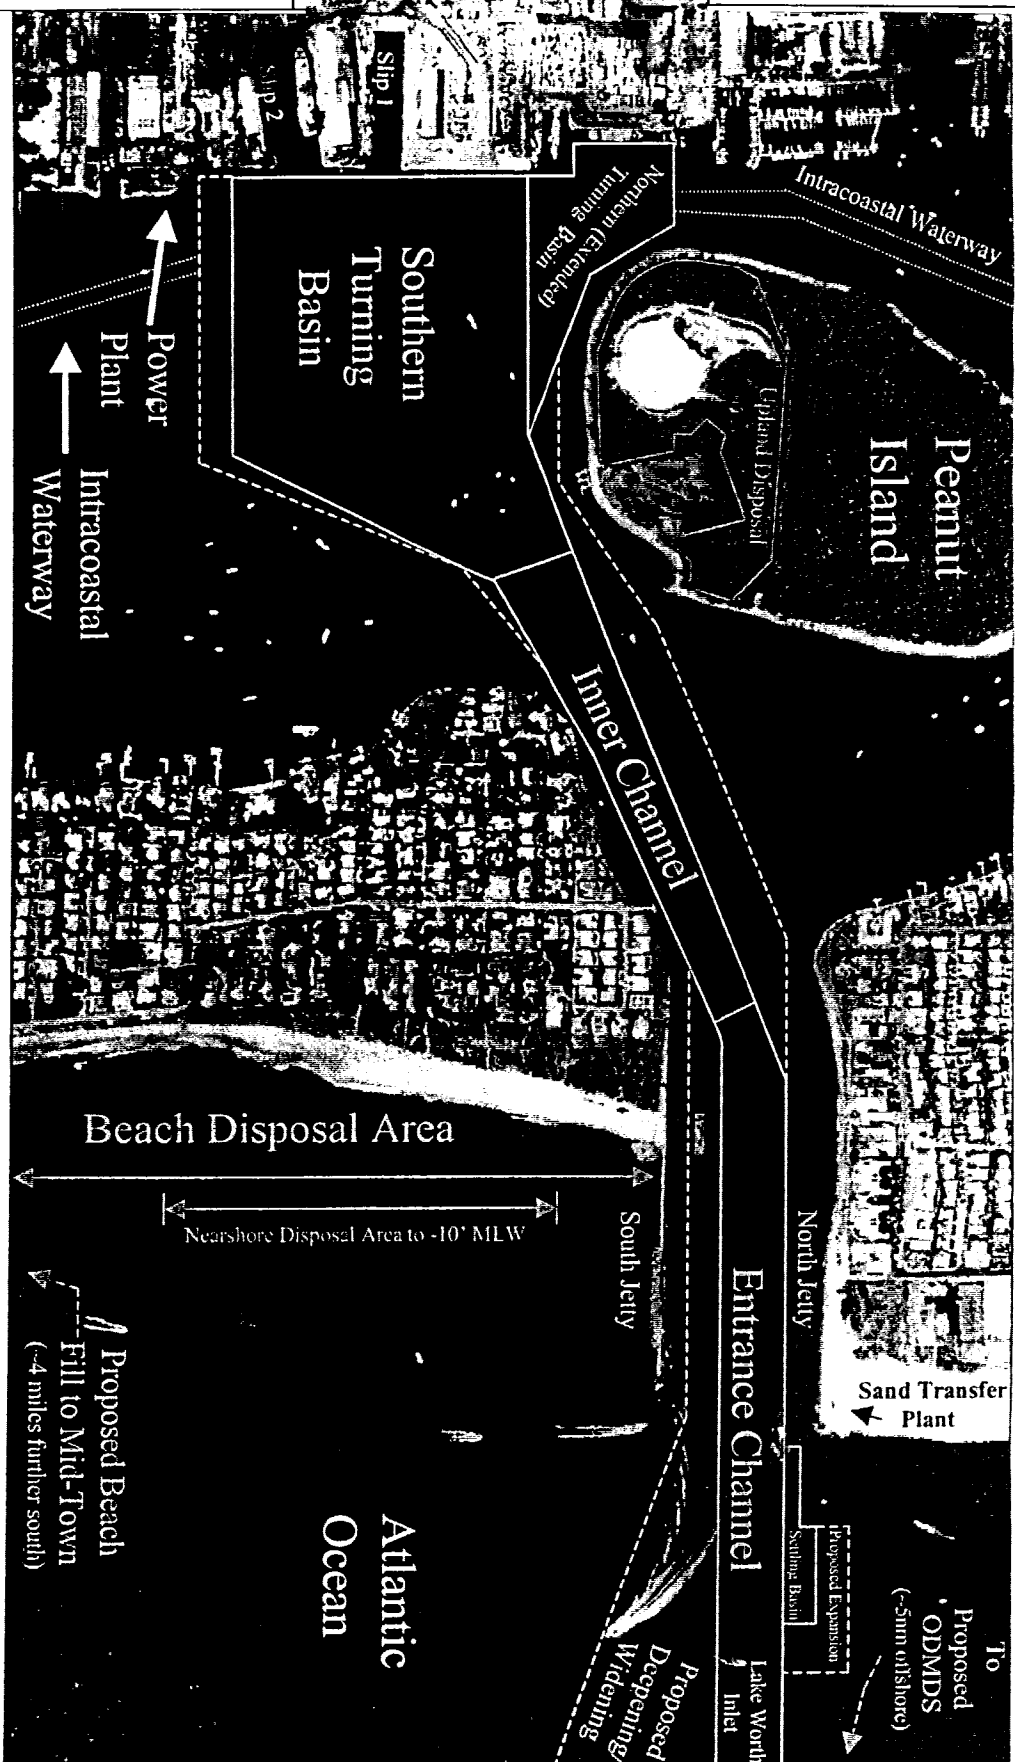 Slip 1
Slip 2
Northern (Extended)
Turning Basin
Intracoastal Waterway
Southern
Turning
Basin
Power
Plant
Intracoastal
Waterway
Upland Disposal
Peanut
Island
Inner Channel
Beach Disposal Area
Nearshore Disposal Area to -10' MLW
South Jetty
North Jetty
Entrance Channel
Sand Transfer
Plant
Proposed Beach
Fill to Mid-Town
(~4 miles further south)
Atlantic
Ocean
Settling Basin
Proposed Expansion
To
Proposed
ODMDS
(~5nm offshore)
Lake Worth
Inlet
Proposed
Deepening/
Widening